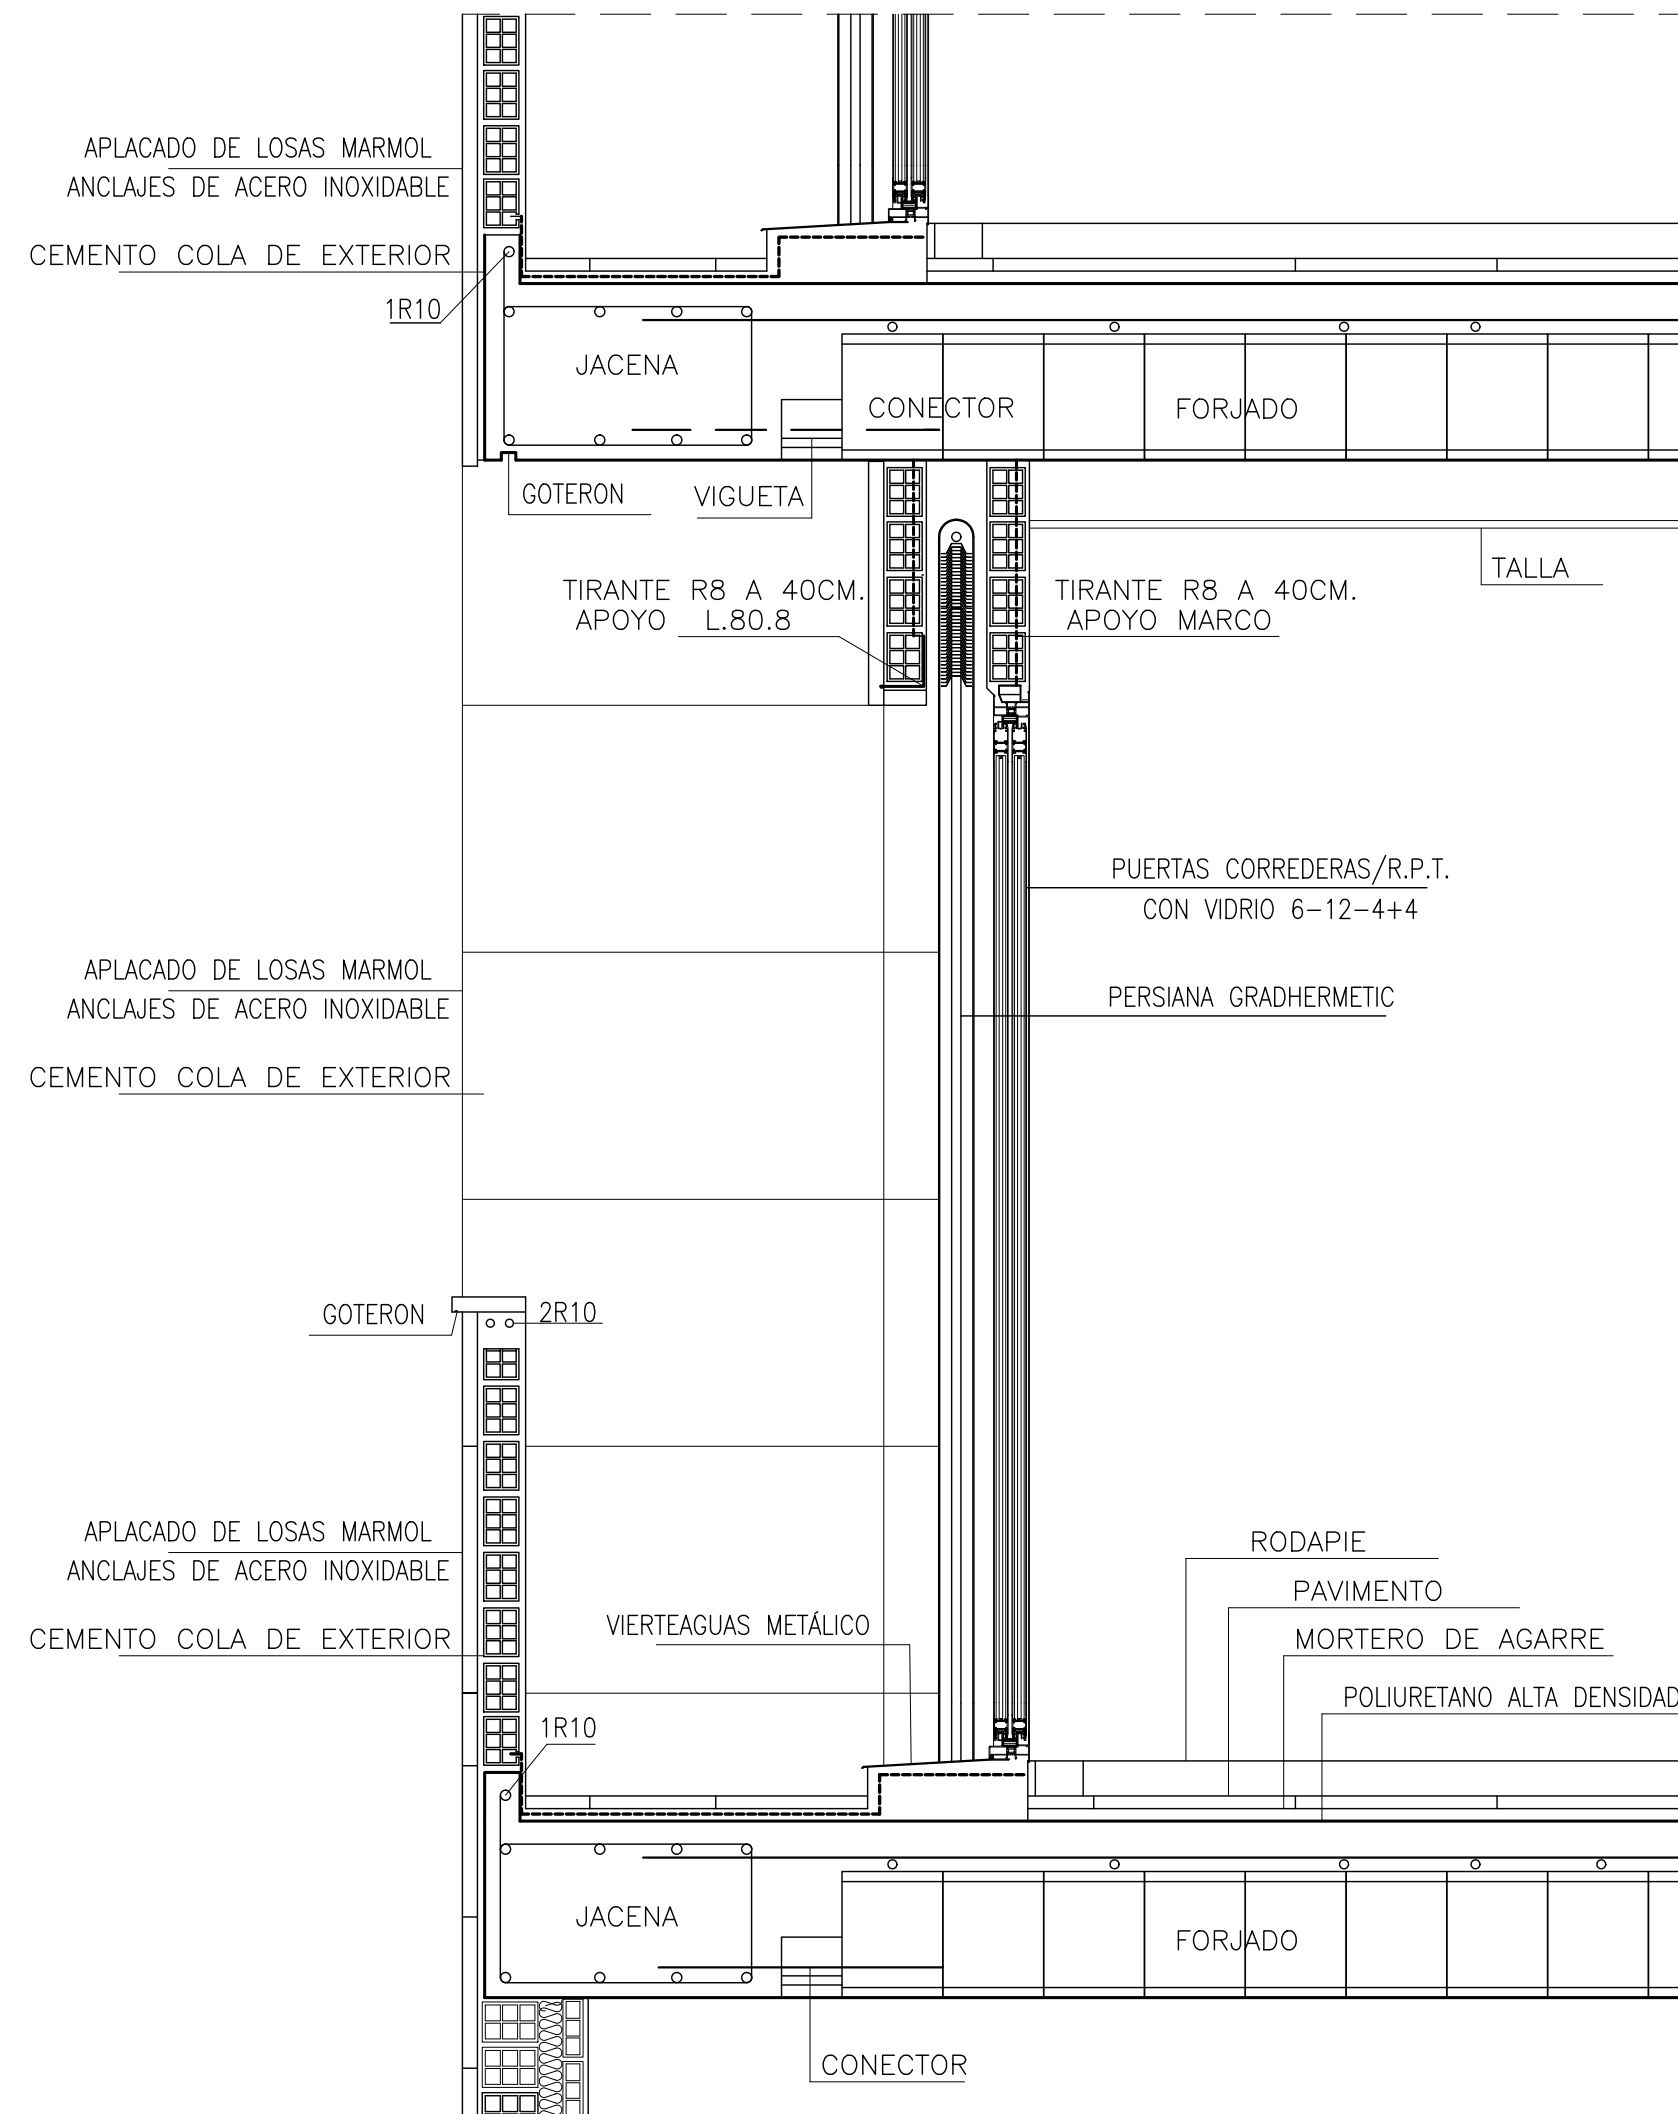 APLACADO DE LOSAS MARMOL
ANCLAJES DE ACERO INOXIDABLE
CEMENTO COLA DE EXTERIOR
1R10
JACENA
CONECTOR
FORJADO
GOTERON
VIGUETA
TALLA
TIRANTE R8 A 40CM.
APOYO L.80.8
TIRANTE R8 A 40CM.
APOYO MARCO
PUERTAS CORREDERAS/R.P.T.
CON VIDRIO 6-12-4+4
APLACADO DE LOSAS MARMOL
ANCLAJES DE ACERO INOXIDABLE
PERSIANA GRADHERMETIC
CEMENTO COLA DE EXTERIOR
GOTERON
2R10
APLACADO DE LOSAS MARMOL
ANCLAJES DE ACERO INOXIDABLE
CEMENTO COLA DE EXTERIOR
VIERTEAGUAS METÁLICO
RODAPIE
PAVIMENTO
MORTERO DE AGARRE
POLIURETANO ALTA DENSIDAD
1R10
JACENA
FORJADO
CONECTOR